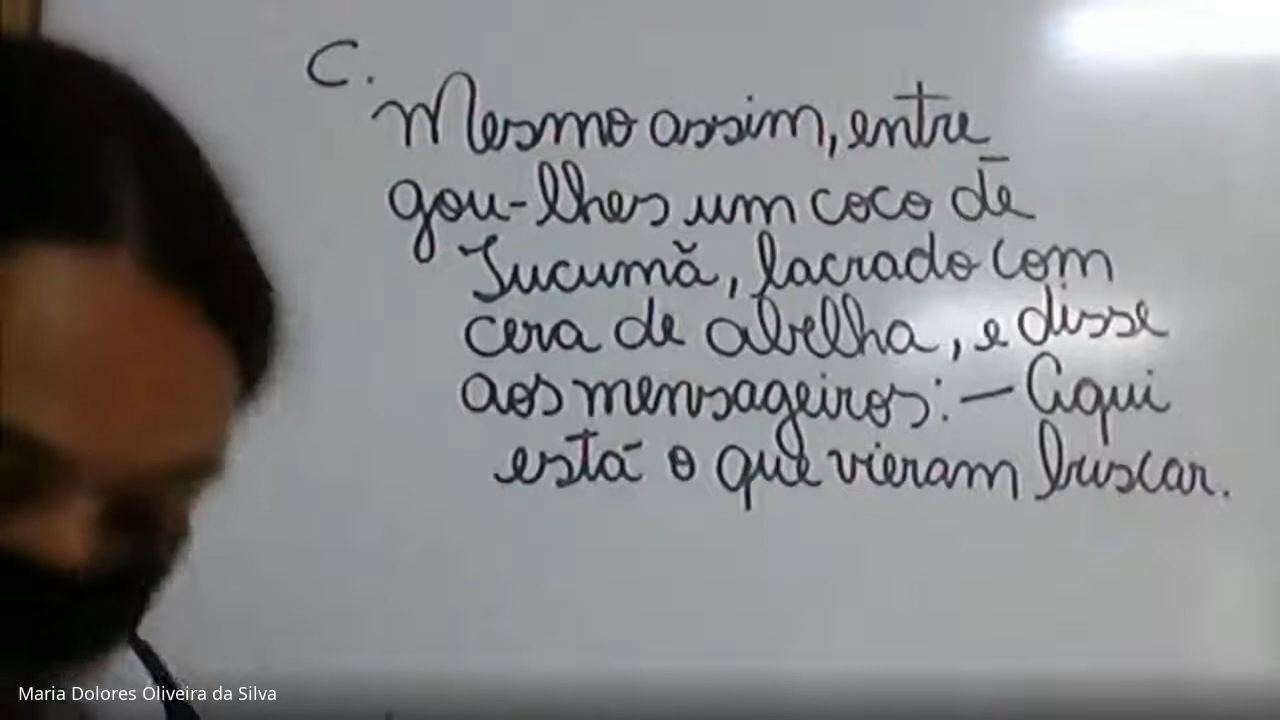 C.
Mesmo assim, entre
gou-lhes um coco de
Tucumã, lacrado com
cera de abelha, e disse
aos mensageiros: - Aqui
está o que vieram buscar.
Maria Dolores Oliveira da Silva